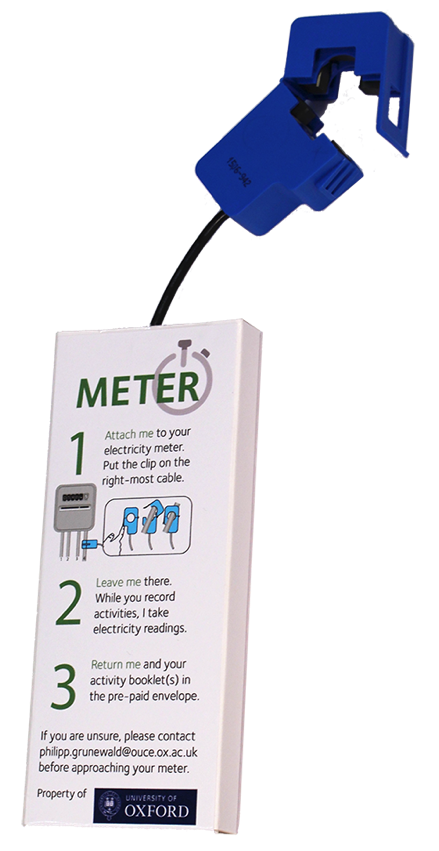 1506-942
METER
1
Attach me to your
electricity meter.
Put the clip on the
right-most cable.
2
Leave me there.
While you record
activities, I take
electricity readings.
3
Return me and your
activity booklet(s) in
the pre-paid envelope.
If you are unsure, please contact
philipp.grunewald@ouce.ox.ac.uk
before approaching your meter.
Property of
UNIVERSITY OF
OXFORD